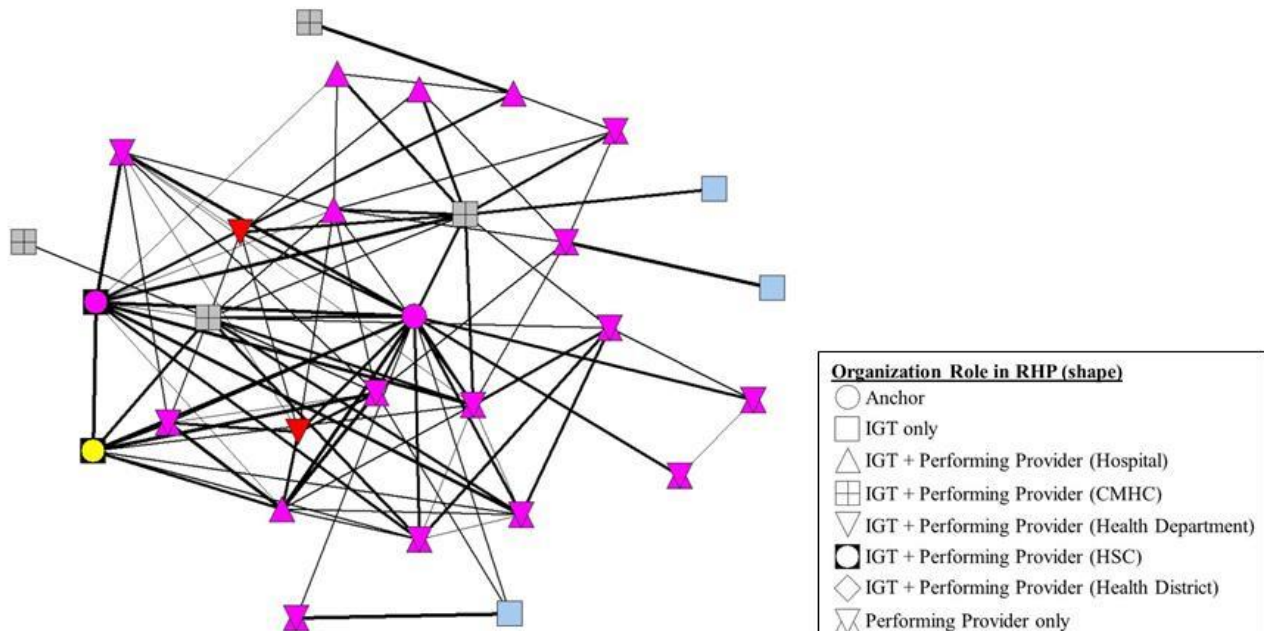 Organization Role in RHP (shape)
Anchor
IGT only
IGT + Performing Provider (Hospital)
IGT + Performing Provider (CMHC)
IGT + Performing Provider (Health Department)
IGT + Performing Provider (HSC)
IGT + Performing Provider (Health District)
Performing Provider only